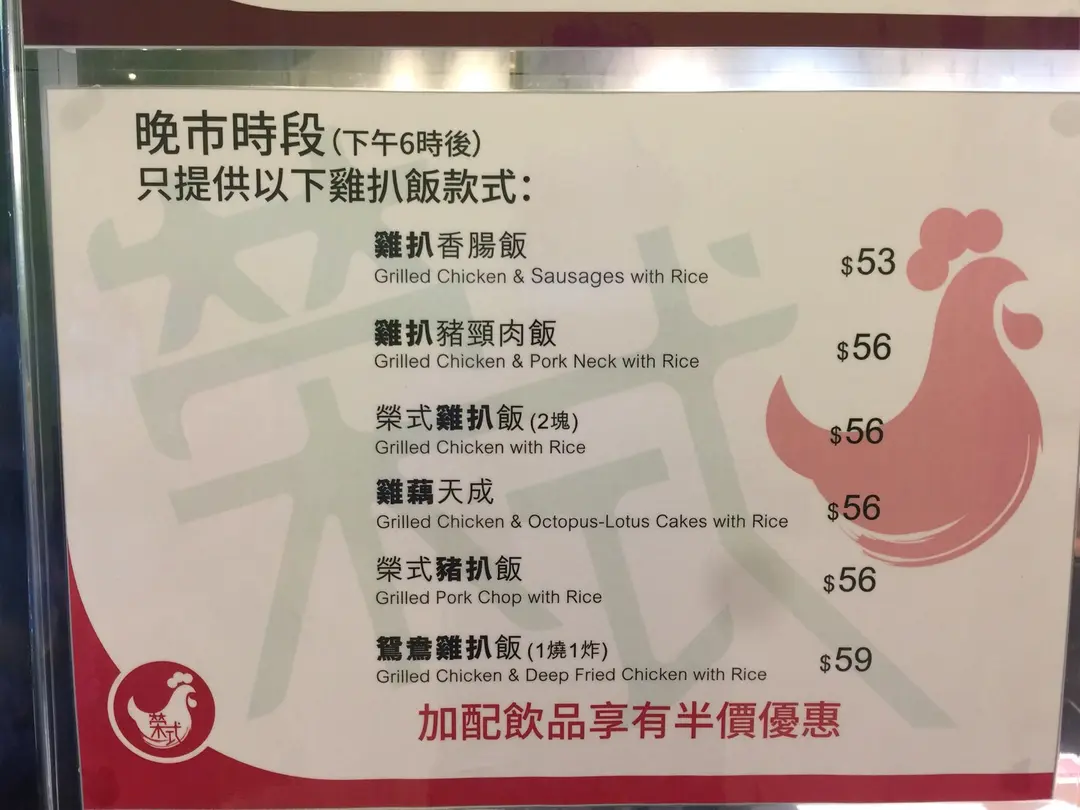 晚市時段(下午6時後)
只提供以下雞扒飯款式:
雞扒香腸飯
Grilled Chicken & Sausages with Rice
$53
雞扒豬頸肉飯
Grilled Chicken & Pork Neck with Rice
$56
榮式雞扒飯(2塊)
Grilled Chicken with Rice
$56
雞藕天成
Grilled Chicken & Octopus-Lotus Cakes with Rice
$56
榮式豬扒飯
Grilled Pork Chop with Rice
$56
鴛鴦雞扒飯(1燒1炸)
Grilled Chicken & Deep Fried Chicken with Rice
$59
加配飲品享有半價優惠
榮式
榮式